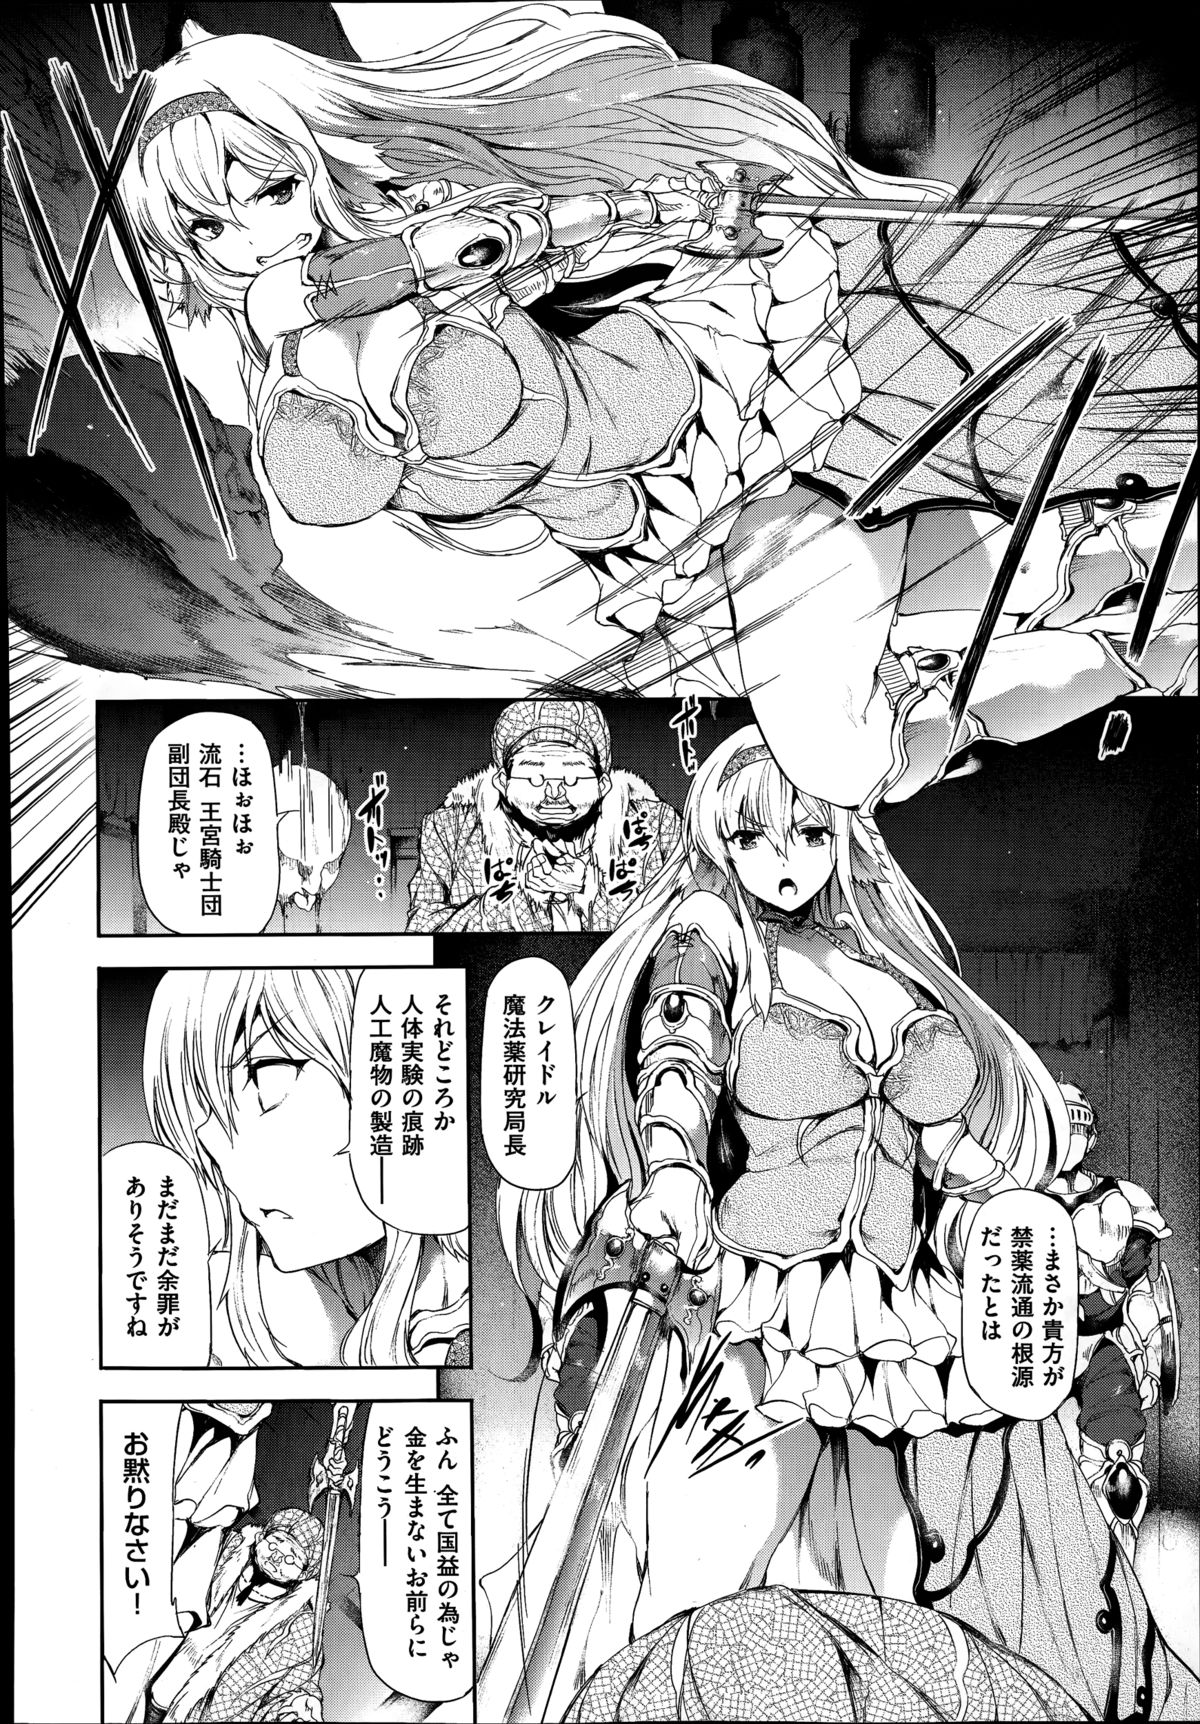 ドトッ…
ぱち
ぱち
…ほぉほぉ
流石 王宮騎士団
副団長殿じゃ
…まさか貴方が
禁薬流通の根源
だったとは
クレイドル
魔法薬研究局長
それどころか
人体実験の痕跡
人工魔物の製造──
まだまだ余罪が
ありそうですね
ふん 全て国益の為じゃ
金を生まないお前らに
どうこう──
お黙りなさい！